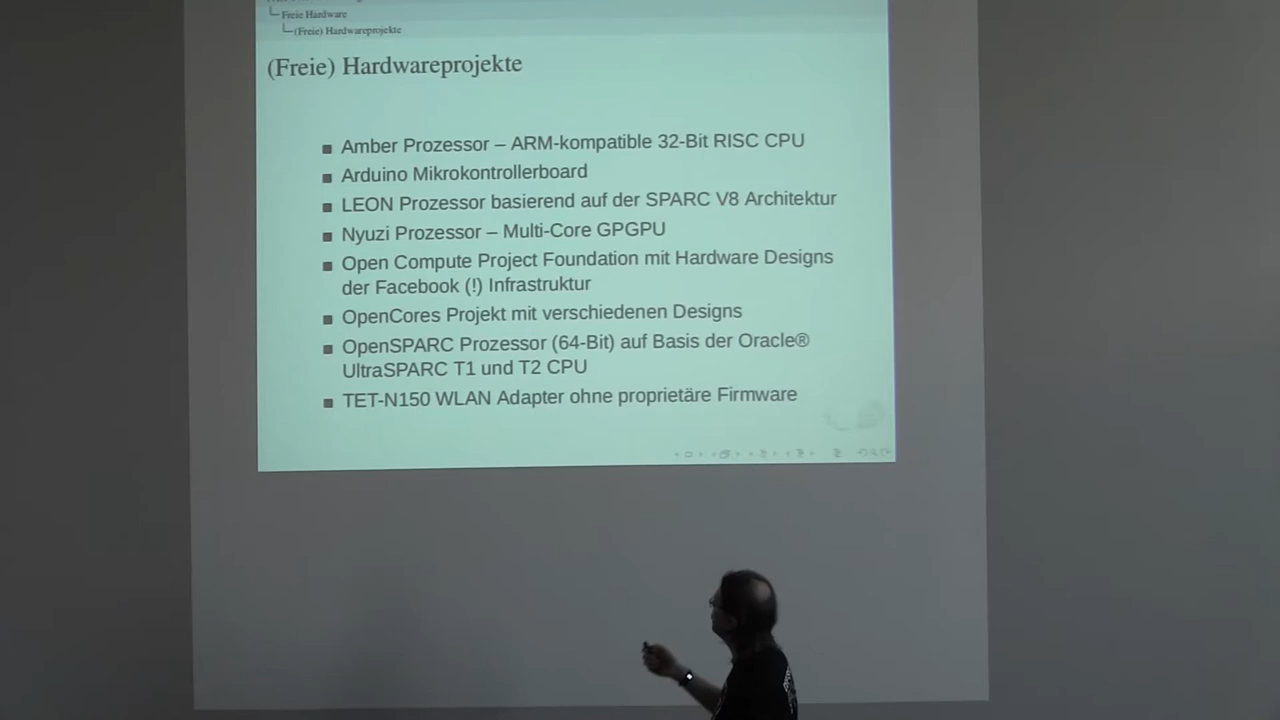 Freie Hardware
(Freie) Hardwareprojekte
(Freie) Hardwareprojekte
Amber Prozessor – ARM-kompatible 32-Bit RISC CPU
Arduino Mikrokontrollerboard
LEON Prozessor basierend auf der SPARC V8 Architektur
Nyuzi Prozessor – Multi-Core GPGPU
Open Compute Project Foundation mit Hardware Designs
der Facebook (!) Infrastruktur
OpenCores Projekt mit verschiedenen Designs
OpenSPARC Prozessor (64-Bit) auf Basis der Oracle®
UltraSPARC T1 und T2 CPU
TET-N150 WLAN Adapter ohne proprietäre Firmware